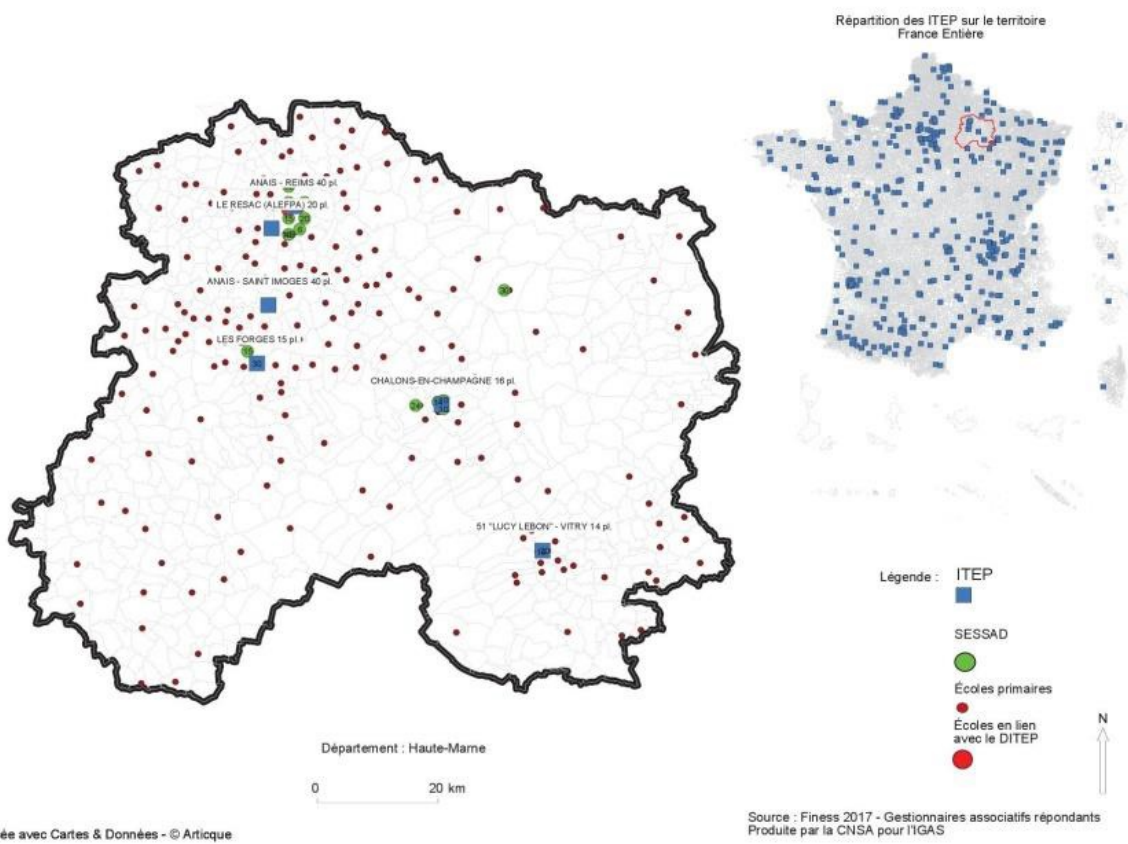 Répartition des ITEP sur le territoire
France Entière
ANAIS - REIMS 40 pl.
LE RESAC (ALEFPA) 20 pl.
ANAIS - SAINT IMOGES 40 pl.
LES FORGES 15 pl.
CHALONS-EN-CHAMPAGNE 16 pl.
51 "LUCY LEBON" - VITRY 14 pl.
Légende :
ITEP
SESSAD
Écoles primaires
Écoles en lien
avec le DITEP
N
Département : Haute-Marne
0 20 km
ée avec Cartes & Données - © Articque
Source : Finess 2017 - Gestionnaires associatifs répondants
Produite par la CNSA pour l'IGAS